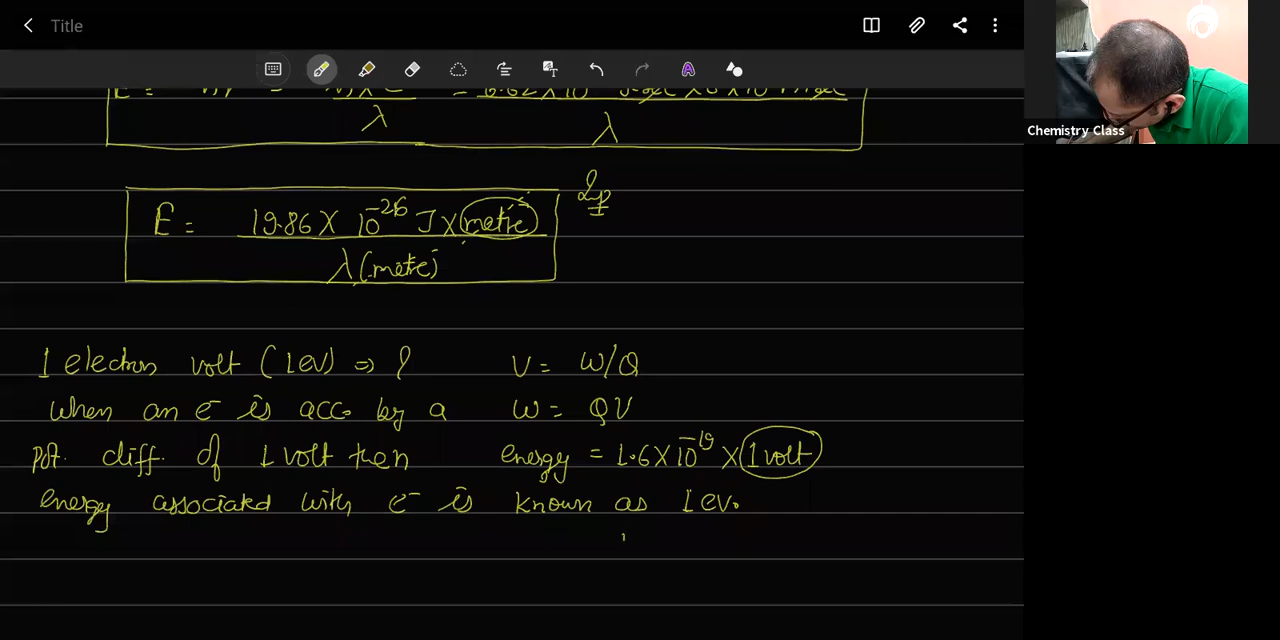 Title
Chemistry Class
λ λ
E = 19.86 X 10^-26 J X metre Imp
λ (metre)
1 electron volt (1ev) => ? V = W/Q
When an e- is acc. by a W = QV
pot. diff. of 1 volt then energy = 1.6 X 10^-19 X 1 volt
energy associated with e- is known as 1ev.